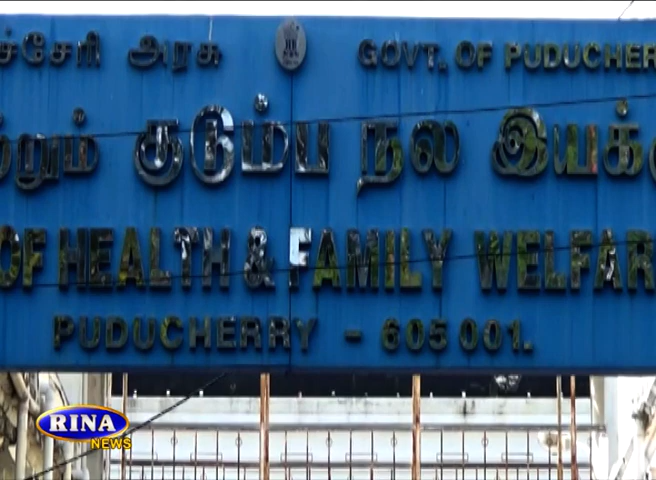 ச்சேரி அரசு GOVT. OF PUDUCHER
ற்றும் குடும்ப நல இயக்க
OF HEALTH & FAMILY WELFAR
PUDUCHERRY - 605 001.
RINA
NEWS